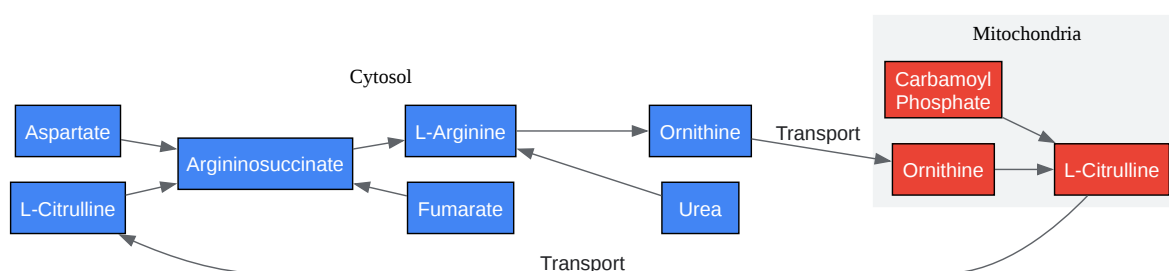 Mitochondria
Cytosol
Carbamoyl
Phosphate
Aspartate
L-Arginine
Ornithine
Transport
Argininosuccinate
Ornithine
L-Citrulline
L-Citrulline
Fumarate
Urea
Transport